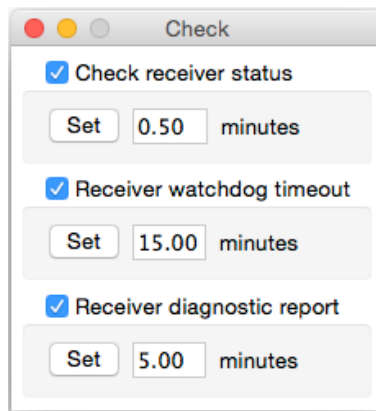 Check
Check receiver status
Set 0.50 minutes
Receiver watchdog timeout
Set 15.00 minutes
Receiver diagnostic report
Set 5.00 minutes